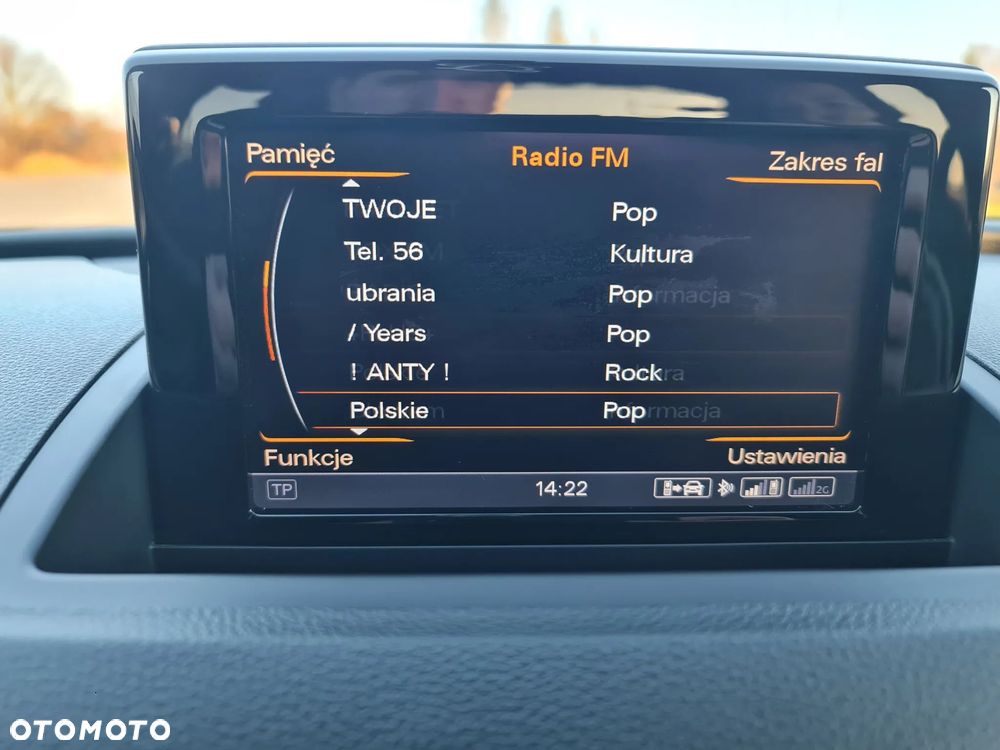 Pamięć Radio FM Zakres fal
TWOJE Pop
Tel. 56 Kultura
ubrania Pop
/ Years Pop
! ANTY ! Rock
Polskie Pop
Funkcje Ustawienia
TP 14:22 2G
OTOMOTO